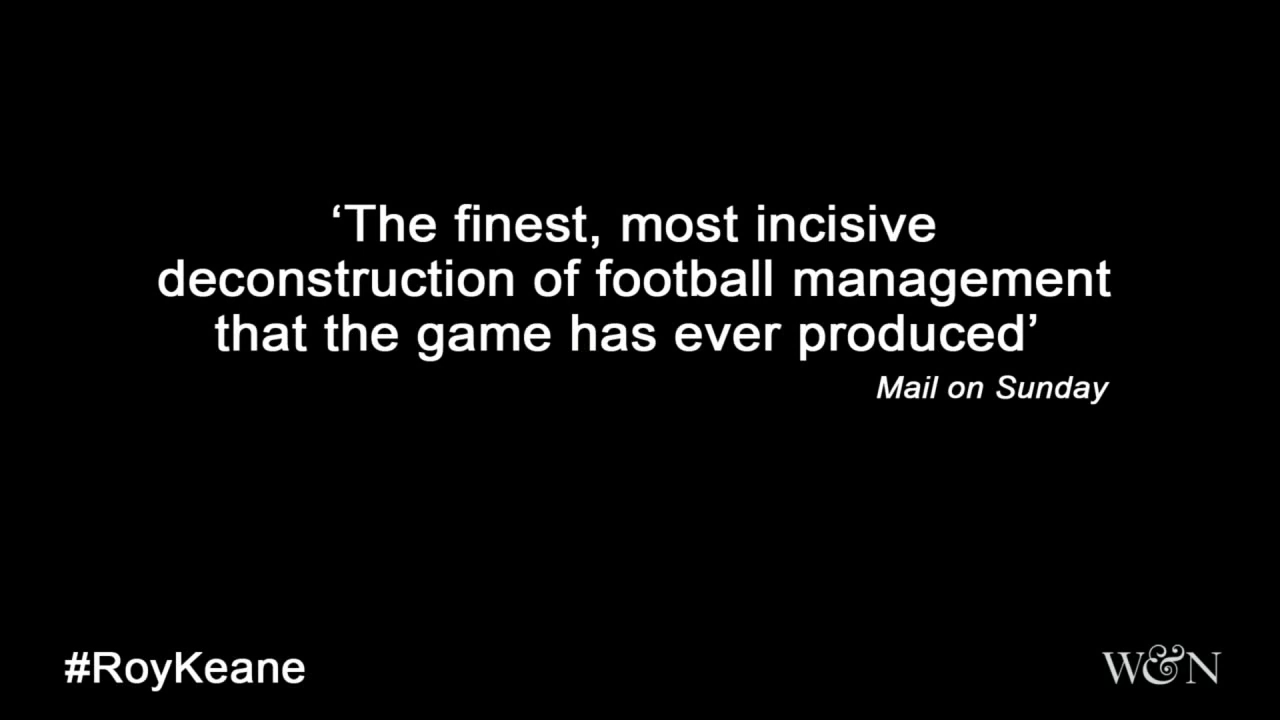 ‘The finest, most incisive
deconstruction of football management
that the game has ever produced’
Mail on Sunday
#RoyKeane
W&N